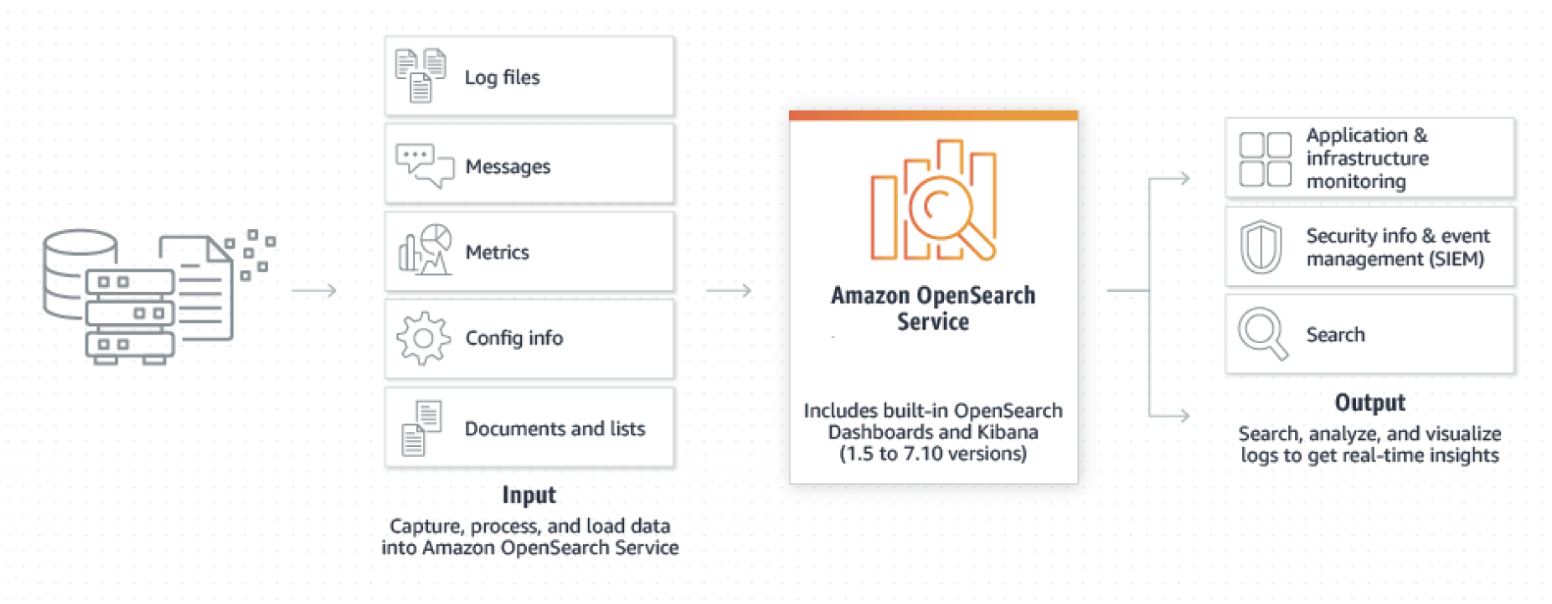 Log files
Messages
Metrics
Config info
Documents and lists
Input
Capture, process, and load data
into Amazon OpenSearch Service
Amazon OpenSearch
Service
Includes built-in OpenSearch
Dashboards and Kibana
(1.5 to 7.10 versions)
Application &
infrastructure
monitoring
Security info & event
management (SIEM)
Search
Output
Search, analyze, and visualize
logs to get real-time insights